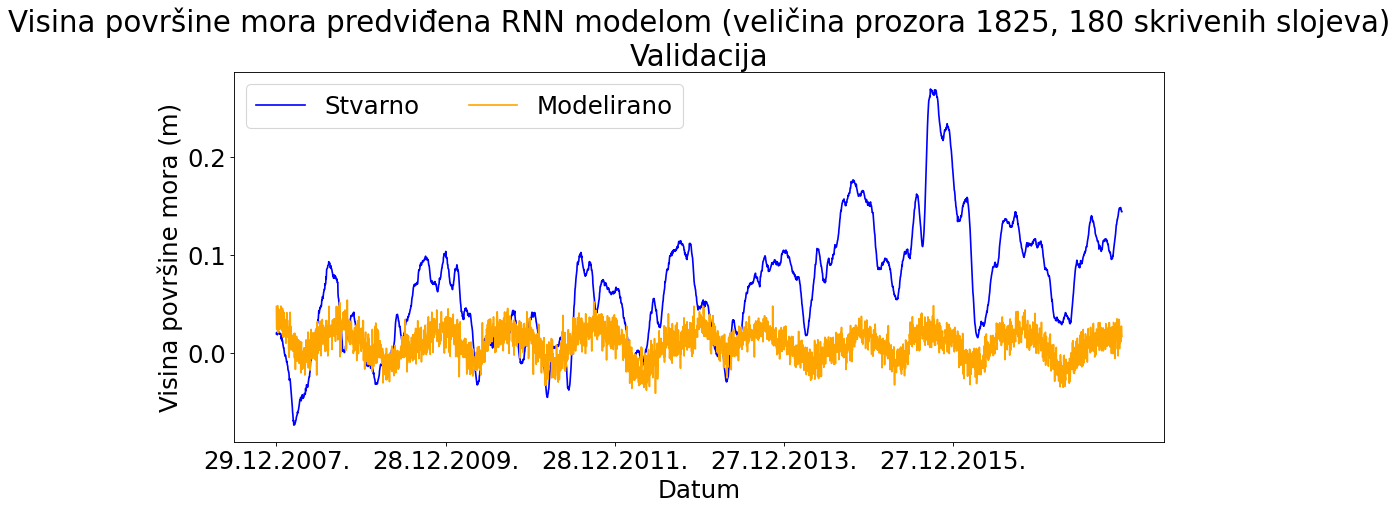 Visina površine mora predviđena RNN modelom (veličina prozora 1825, 180 skrivenih slojeva)
Validacija
Stvarno
Modelirano
Visina površine mora (m)
0.2
0.1
0.0
29.12.2007.
28.12.2009.
28.12.2011.
27.12.2013.
27.12.2015.
Datum